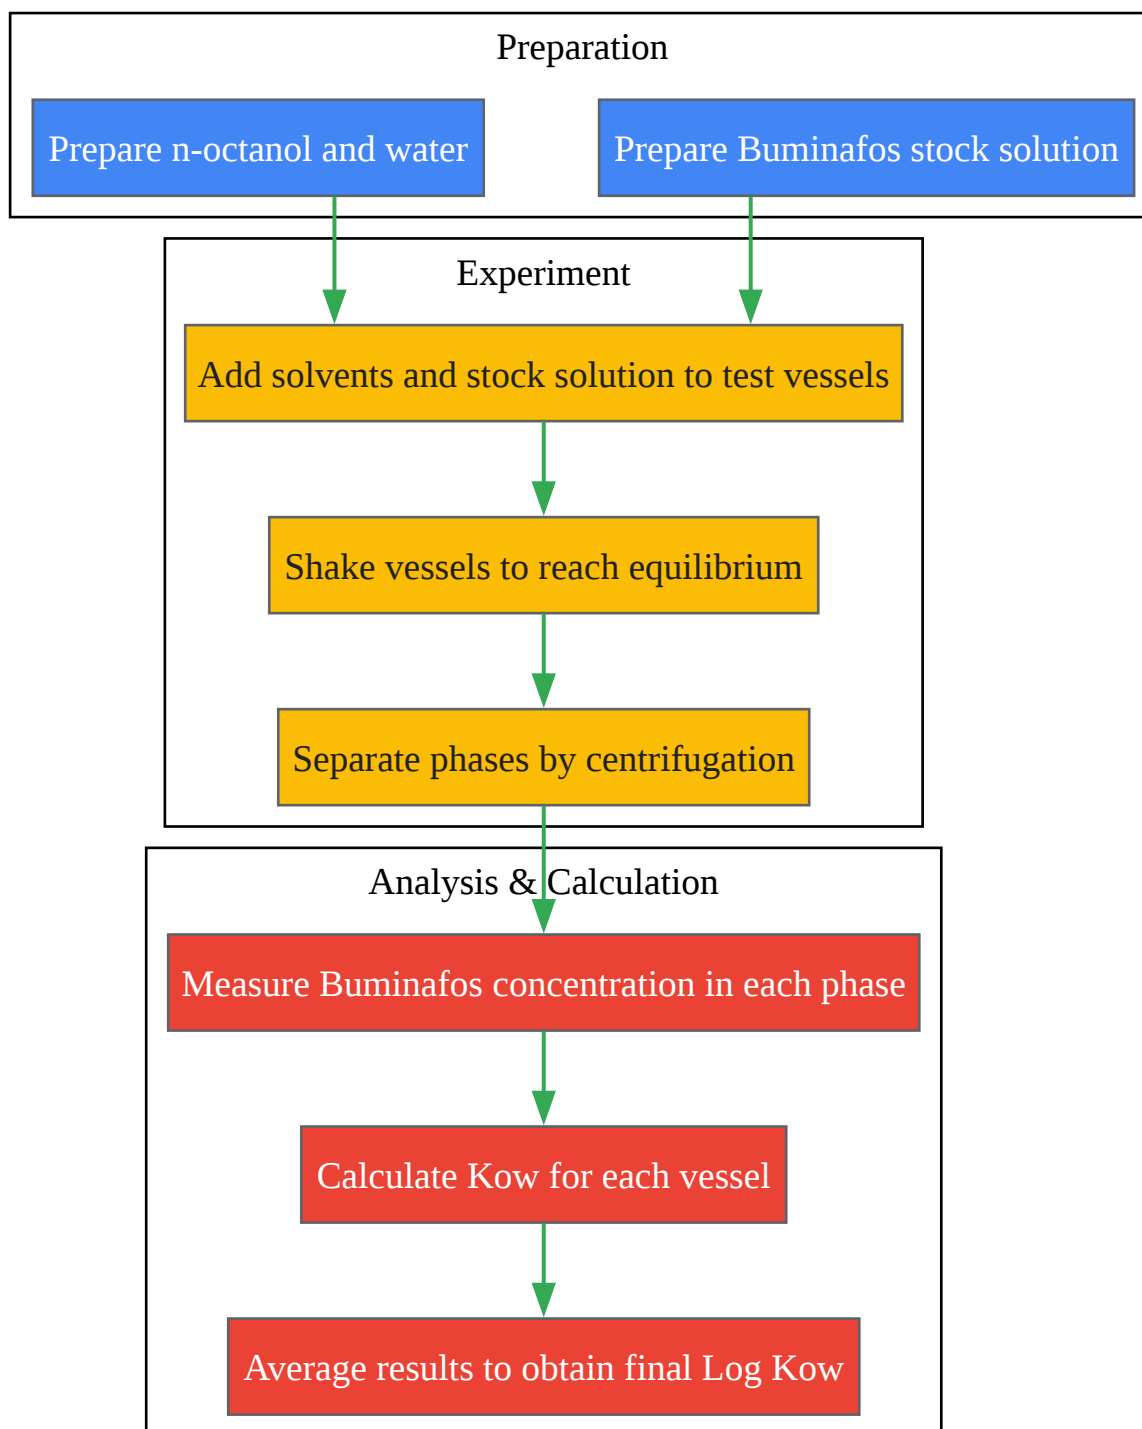 Preparation
Prepare n-octanol and water
Prepare Buminafos stock solution
Experiment
Add solvents and stock solution to test vessels
Shake vessels to reach equilibrium
Separate phases by centrifugation
Analysis & Calculation
Measure Buminafos concentration in each phase
Calculate Kow for each vessel
Average results to obtain final Log Kow